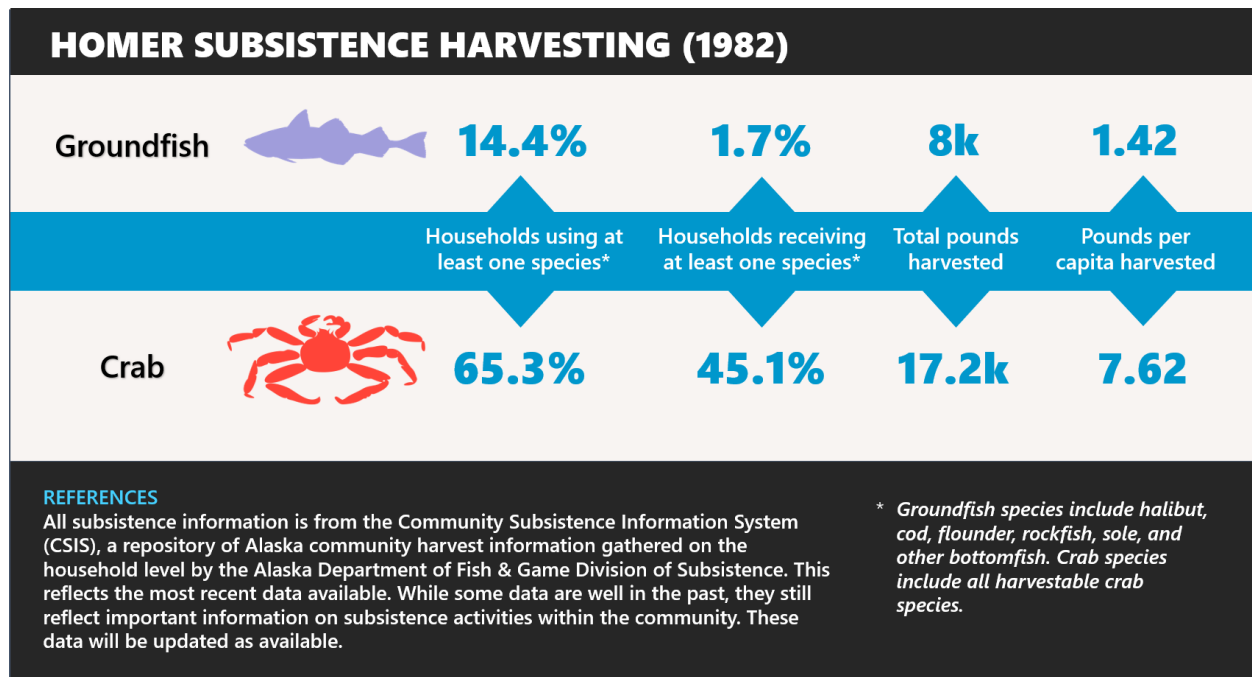 HOMER SUBSISTENCE HARVESTING (1982)
Groundfish
14.4%
1.7%
8k
1.42
Households using at
least one species*
Households receiving
at least one species*
Total pounds
harvested
Pounds per
capita harvested
Crab
65.3%
45.1%
17.2k
7.62
REFERENCES
All subsistence information is from the Community Subsistence Information System
(CSIS), a repository of Alaska community harvest information gathered on the
household level by the Alaska Department of Fish & Game Division of Subsistence. This
reflects the most recent data available. While some data are well in the past, they still
reflect important information on subsistence activities within the community. These
data will be updated as available.
* Groundfish species include halibut,
cod, flounder, rockfish, sole, and
other bottomfish. Crab species
include all harvestable crab
species.